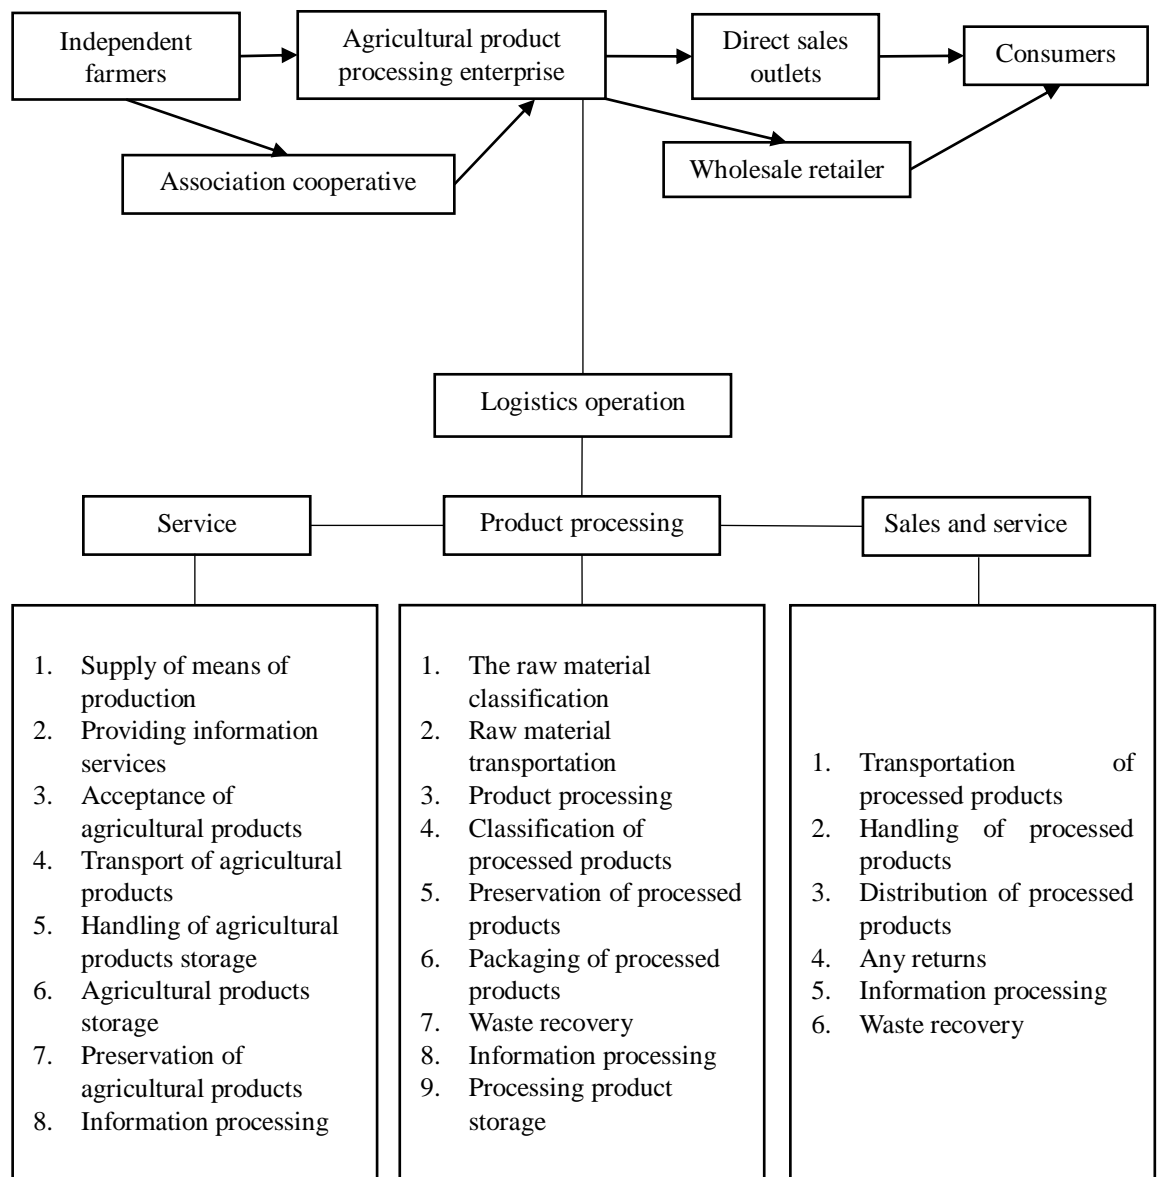 Independent
farmers
Agricultural product
processing enterprise
Direct sales
outlets
Consumers
Association cooperative
Wholesale retailer
Logistics operation
Service
Product processing
Sales and service
1. Supply of means of
production
2. Providing information
services
3. Acceptance of
agricultural products
4. Transport of agricultural
products
5. Handling of agricultural
products storage
6. Agricultural products
storage
7. Preservation of
agricultural products
8. Information processing
1. The raw material
classification
2. Raw material
transportation
3. Product processing
4. Classification of
processed products
5. Preservation of processed
products
6. Packaging of processed
products
7. Waste recovery
8. Information processing
9. Processing product
storage
1. Transportation of
processed products
2. Handling of processed
products
3. Distribution of processed
products
4. Any returns
5. Information processing
6. Waste recovery